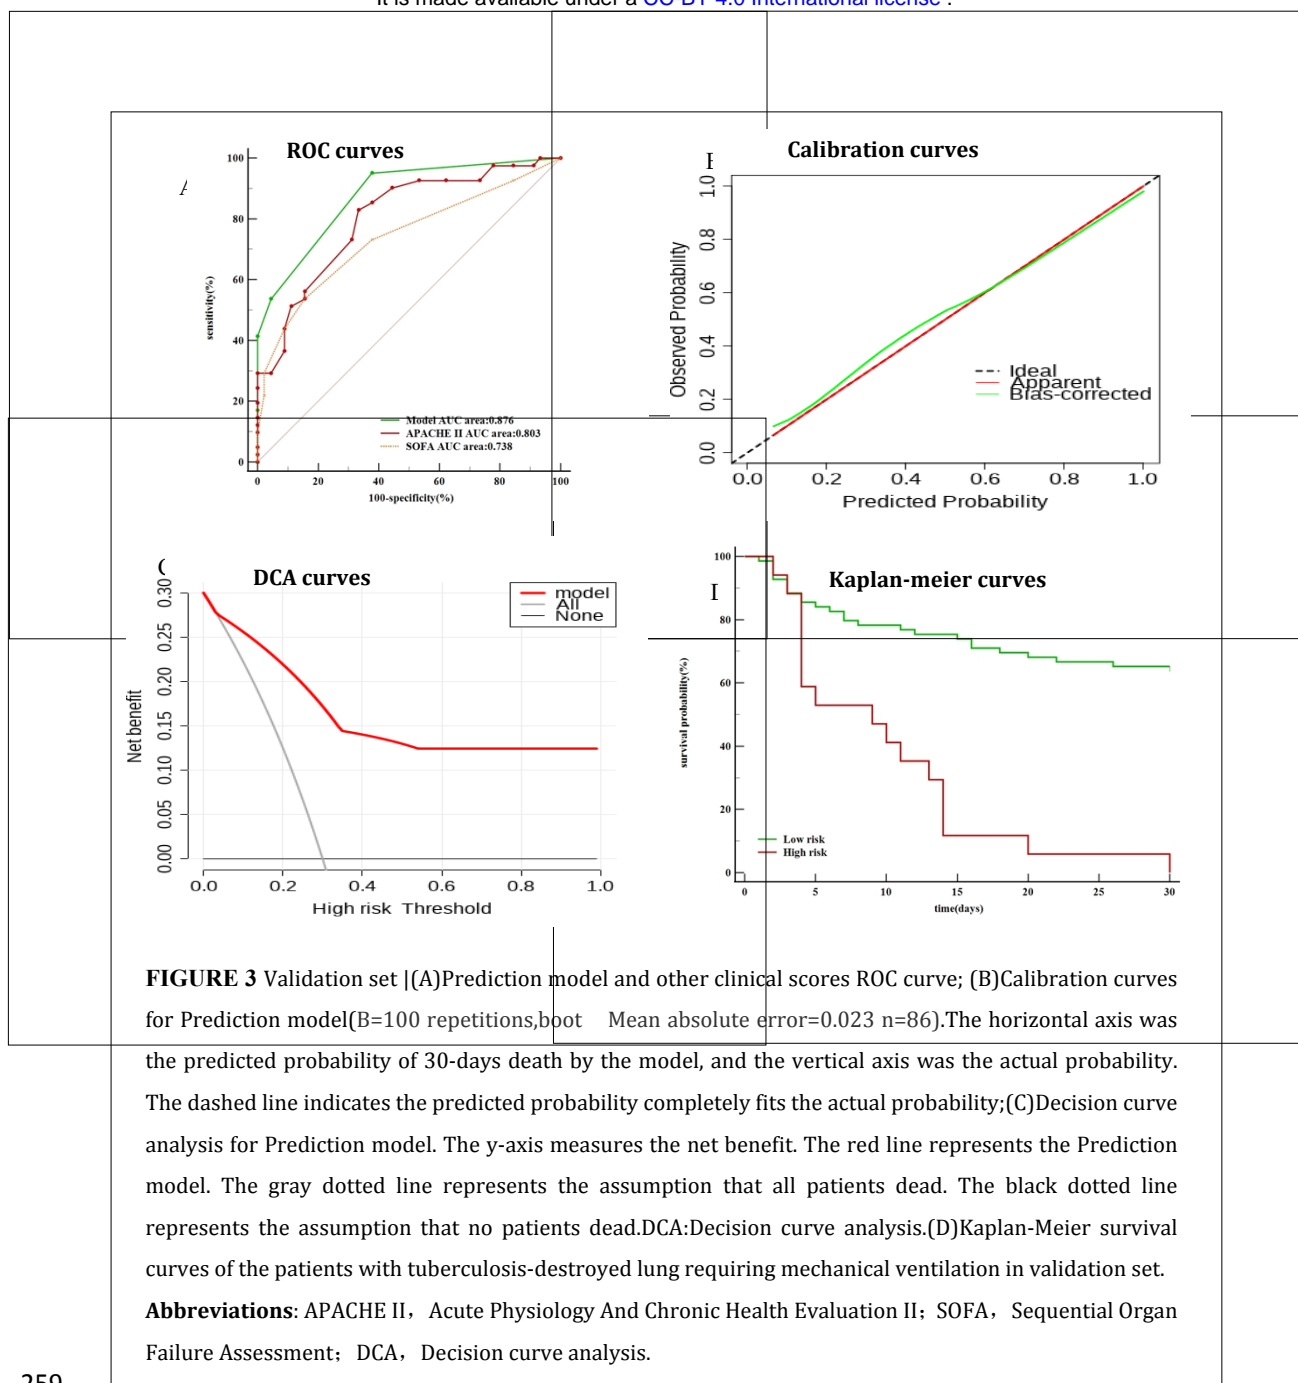 It is made available under a CC-BY 4.0 International license .
ROC curves
100
80
60
40
20
0
sensitivity(%)
Model AUC area:0.876
APACHE II AUC area:0.803
SOFA AUC area:0.738
0 20 40 60 80 100
100-specificity(%)
Calibration curves
1.0
0.8
0.6
0.4
0.2
0.0
Observed Probability
Ideal
Apparent
Bias-corrected
0.0 0.2 0.4 0.6 0.8 1.0
Predicted Probability
DCA curves
0.30
0.25
0.20
0.15
0.10
0.05
0.00
Net benefit
model
All
None
0.0 0.2 0.4 0.6 0.8 1.0
High risk Threshold
Kaplan-meier curves
100
80
60
40
20
0
survival probability(%)
Low risk
High risk
0 5 10 15 20 25 30
time(days)
FIGURE 3 Validation set |(A)Prediction model and other clinical scores ROC curve; (B)Calibration curves
for Prediction model(B=100 repetitions,boot Mean absolute error=0.023 n=86).The horizontal axis was
the predicted probability of 30-days death by the model, and the vertical axis was the actual probability.
The dashed line indicates the predicted probability completely fits the actual probability;(C)Decision curve
analysis for Prediction model. The y-axis measures the net benefit. The red line represents the Prediction
model. The gray dotted line represents the assumption that all patients dead. The black dotted line
represents the assumption that no patients dead.DCA:Decision curve analysis.(D)Kaplan-Meier survival
curves of the patients with tuberculosis-destroyed lung requiring mechanical ventilation in validation set.
Abbreviations: APACHE II，Acute Physiology And Chronic Health Evaluation II；SOFA，Sequential Organ
Failure Assessment；DCA，Decision curve analysis.
259